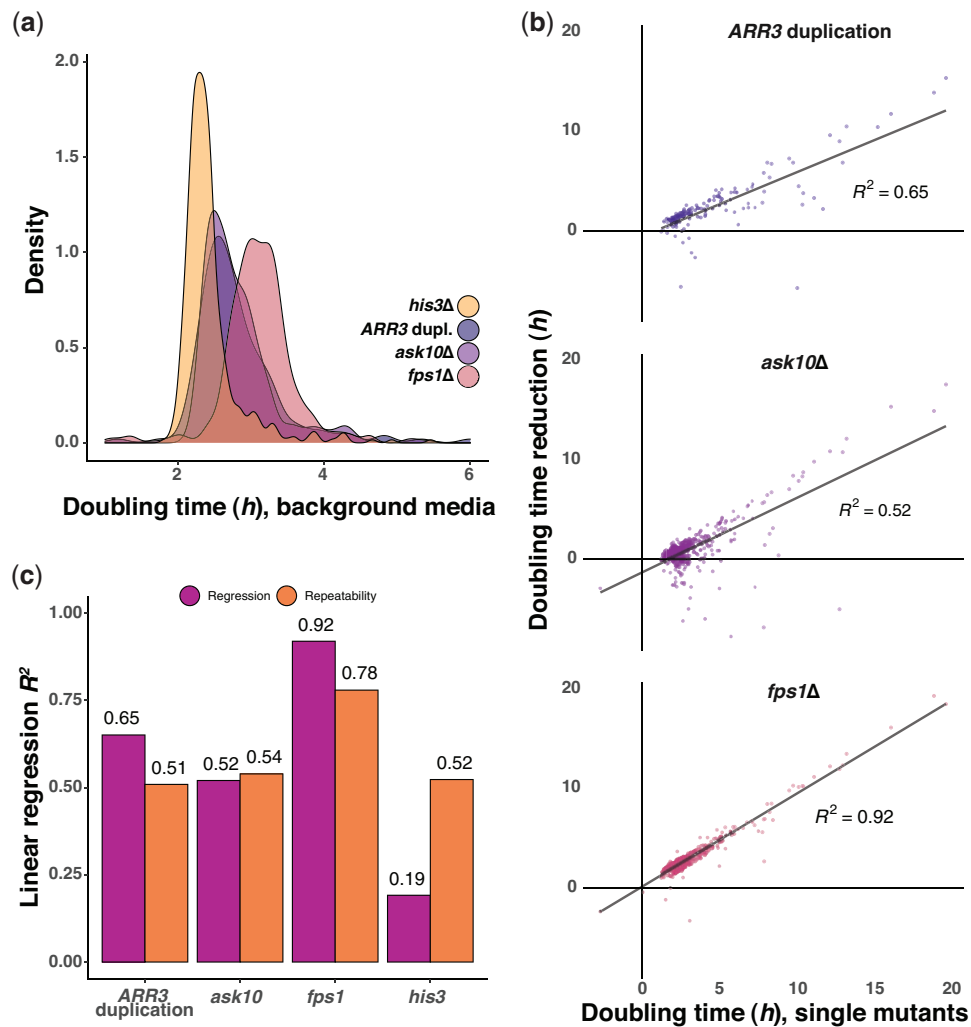 (a)
2.0
1.5
1.0
0.5
0.0
Density
his3Δ
ARR3 dupl.
ask10Δ
fps1Δ
2
4
6
Doubling time (h), background media
(b)
Doubling time reduction (h)
20
ARR3 duplication
10
R² = 0.65
0
20
ask10Δ
10
R² = 0.52
0
20
fps1Δ
10
R² = 0.92
0
0
5
10
15
20
Doubling time (h), single mutants
(c)
Regression
Repeatability
Linear regression R²
1.00
0.75
0.50
0.25
0.00
0.65
0.51
0.52
0.54
0.92
0.78
0.19
0.52
ARR3
duplication
ask10
fps1
his3